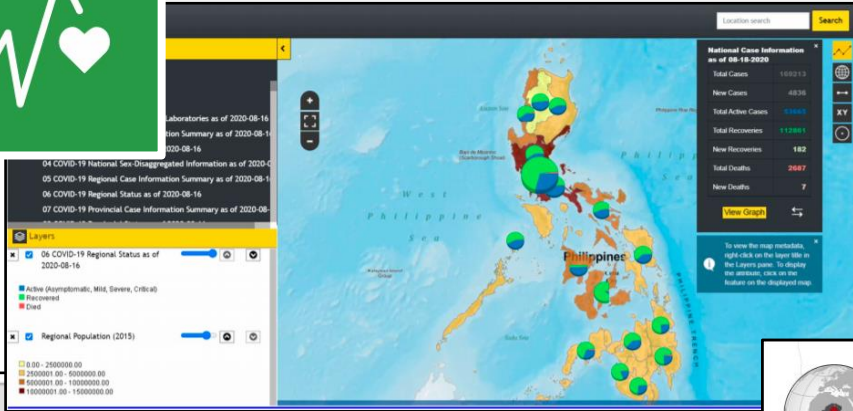 Location search
Search
National Case Information
as of 08-18-2020
Total Cases
New Cases 4836
Total Active Cases
Total Recoveries
New Recoveries 182
Total Deaths 2687
New Deaths 7
View Graph
To view the map metadata,
right-click on the layer title in
the Layers pane. To display
the attribute, click on the
feature on the displayed map.
XY
Laboratories as of 2020-08-16
tion Summary as of 2020-08-1
2020-08-16
04 COVID-19 National Sex-Disaggregated Information as of 2020-0
05 COVID-19 Regional Case Information Summary as of 2020-08-1
06 COVID-19 Regional Status as of 2020-08-16
07 COVID-19 Provincial Case Information Summary as of 2020-08-
Layers
06 COVID-19 Regional Status as of
2020-08-16
Active (Asymptomatic, Mild, Severe, Critical)
Recovered
Died
Regional Population (2015)
0.00 - 2500000.00
2500001.00 - 5000000.00
5000001.00 - 10000000.00
10000001.00 - 15000000.00
West
Philippine
Sea
Philippines
Philipp
Sulu Sea
PHILIPPINE TRENCH